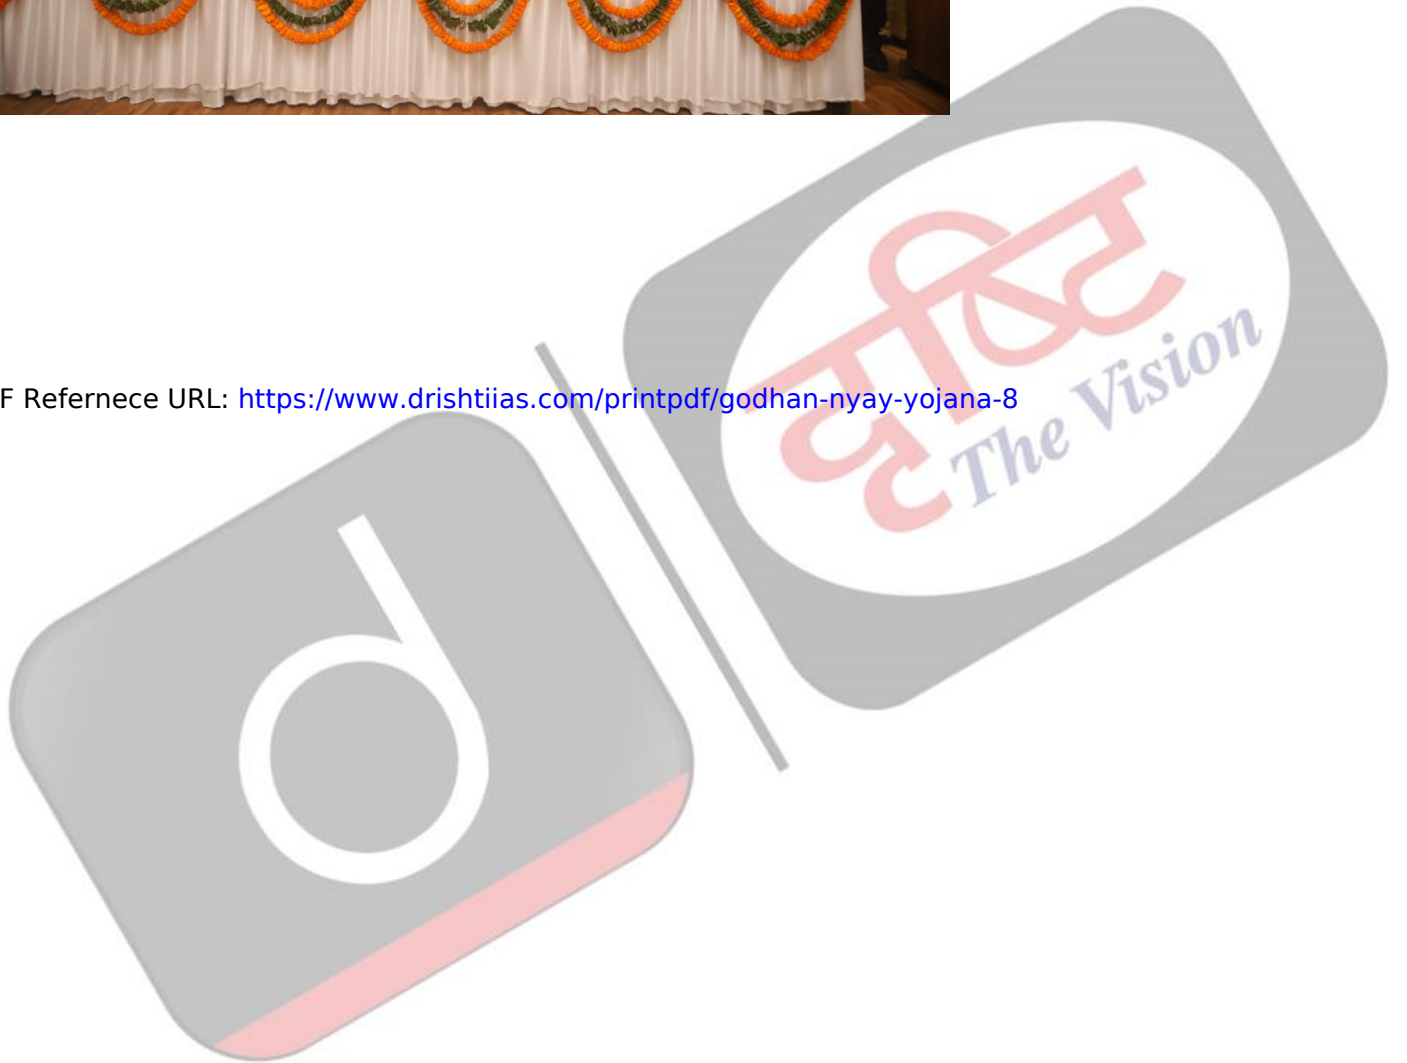 F Refernece URL: https://www.drishtiias.com/printpdf/godhan-nyay-yojana-8
दृष्टि
The Vision
d